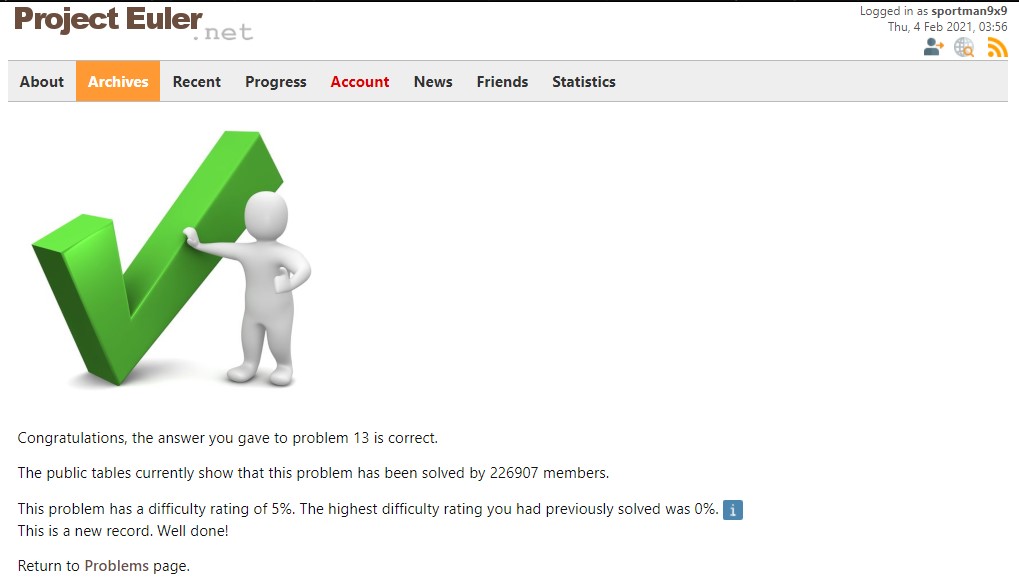 Project Euler.net
Logged in as sportman9x9
Thu, 4 Feb 2021, 03:56
About Archives Recent Progress Account News Friends Statistics
Congratulations, the answer you gave to problem 13 is correct.
The public tables currently show that this problem has been solved by 226907 members.
This problem has a difficulty rating of 5%. The highest difficulty rating you had previously solved was 0%. i
This is a new record. Well done!
Return to Problems page.